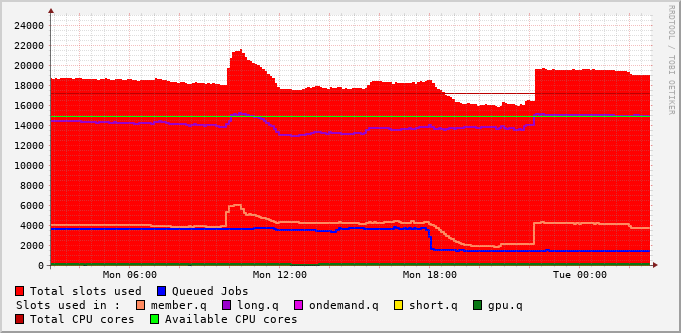 24000
22000
20000
18000
16000
14000
12000
10000
8000
6000
4000
2000
0
Mon 06:00 Mon 12:00 Mon 18:00 Tue 00:00
RRDTOOL / TOBI OETIKER
Total slots used Queued Jobs
Slots used in : member.q long.q ondemand.q short.q gpu.q
Total CPU cores Available CPU cores